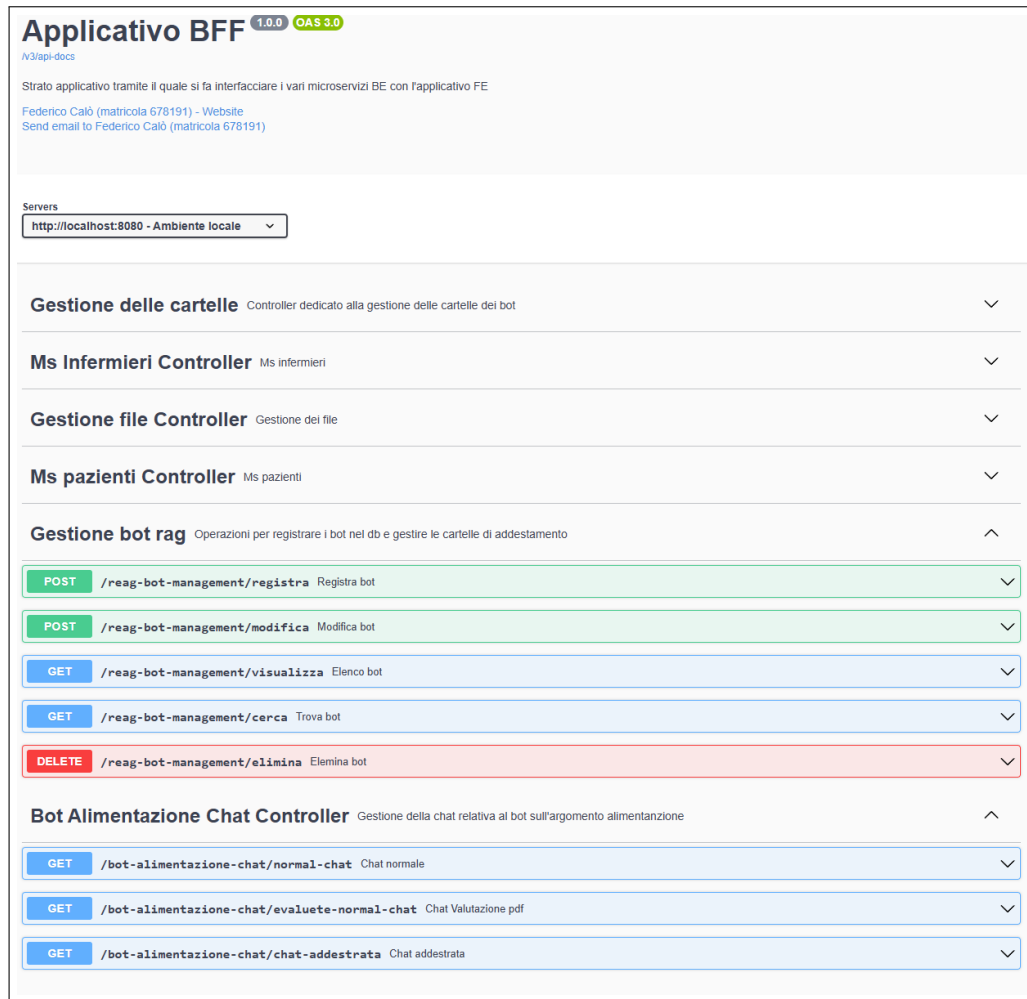 Applicativo BFF 1.0.0 OAS 3.0
/v3/api-docs
Strato applicativo tramite il quale si fa interfacciare i vari microservizi BE con l'applicativo FE
Federico Calò (matricola 678191) - Website
Send email to Federico Calò (matricola 678191)
Servers
http://localhost:8080 - Ambiente locale
Gestione delle cartelle Controller dedicato alla gestione delle cartelle dei bot
Ms Infermieri Controller Ms infermieri
Gestione file Controller Gestione dei file
Ms pazienti Controller Ms pazienti
Gestione bot rag Operazioni per registrare i bot nel db e gestire le cartelle di addestamento
POST /reag-bot-management/registra Registra bot
POST /reag-bot-management/modifica Modifica bot
GET /reag-bot-management/visualizza Elenco bot
GET /reag-bot-management/cerca Trova bot
DELETE /reag-bot-management/elimina Elemina bot
Bot Alimentazione Chat Controller Gestione della chat relativa al bot sull'argomento alimentanzione
GET /bot-alimentazione-chat/normal-chat Chat normale
GET /bot-alimentazione-chat/evaluete-normal-chat Chat Valutazione pdf
GET /bot-alimentazione-chat/chat-addestrata Chat addestrata